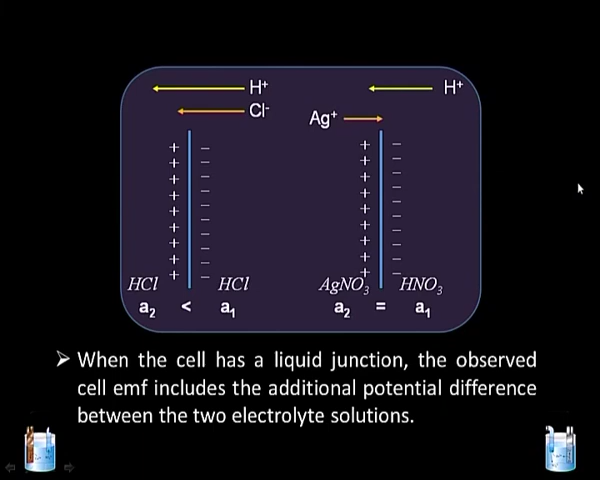 H⁺ H⁺
Cl⁻
Ag⁺
+ − + −
+ − + −
+ − + −
+ − + −
+ − + −
+ − + −
+ − + −
+ − + −
+ − + −
HCl HCl AgNO₃ HNO₃
a₂ < a₁ a₂ = a₁
➢ When the cell has a liquid junction, the observed
cell emf includes the additional potential difference
between the two electrolyte solutions.